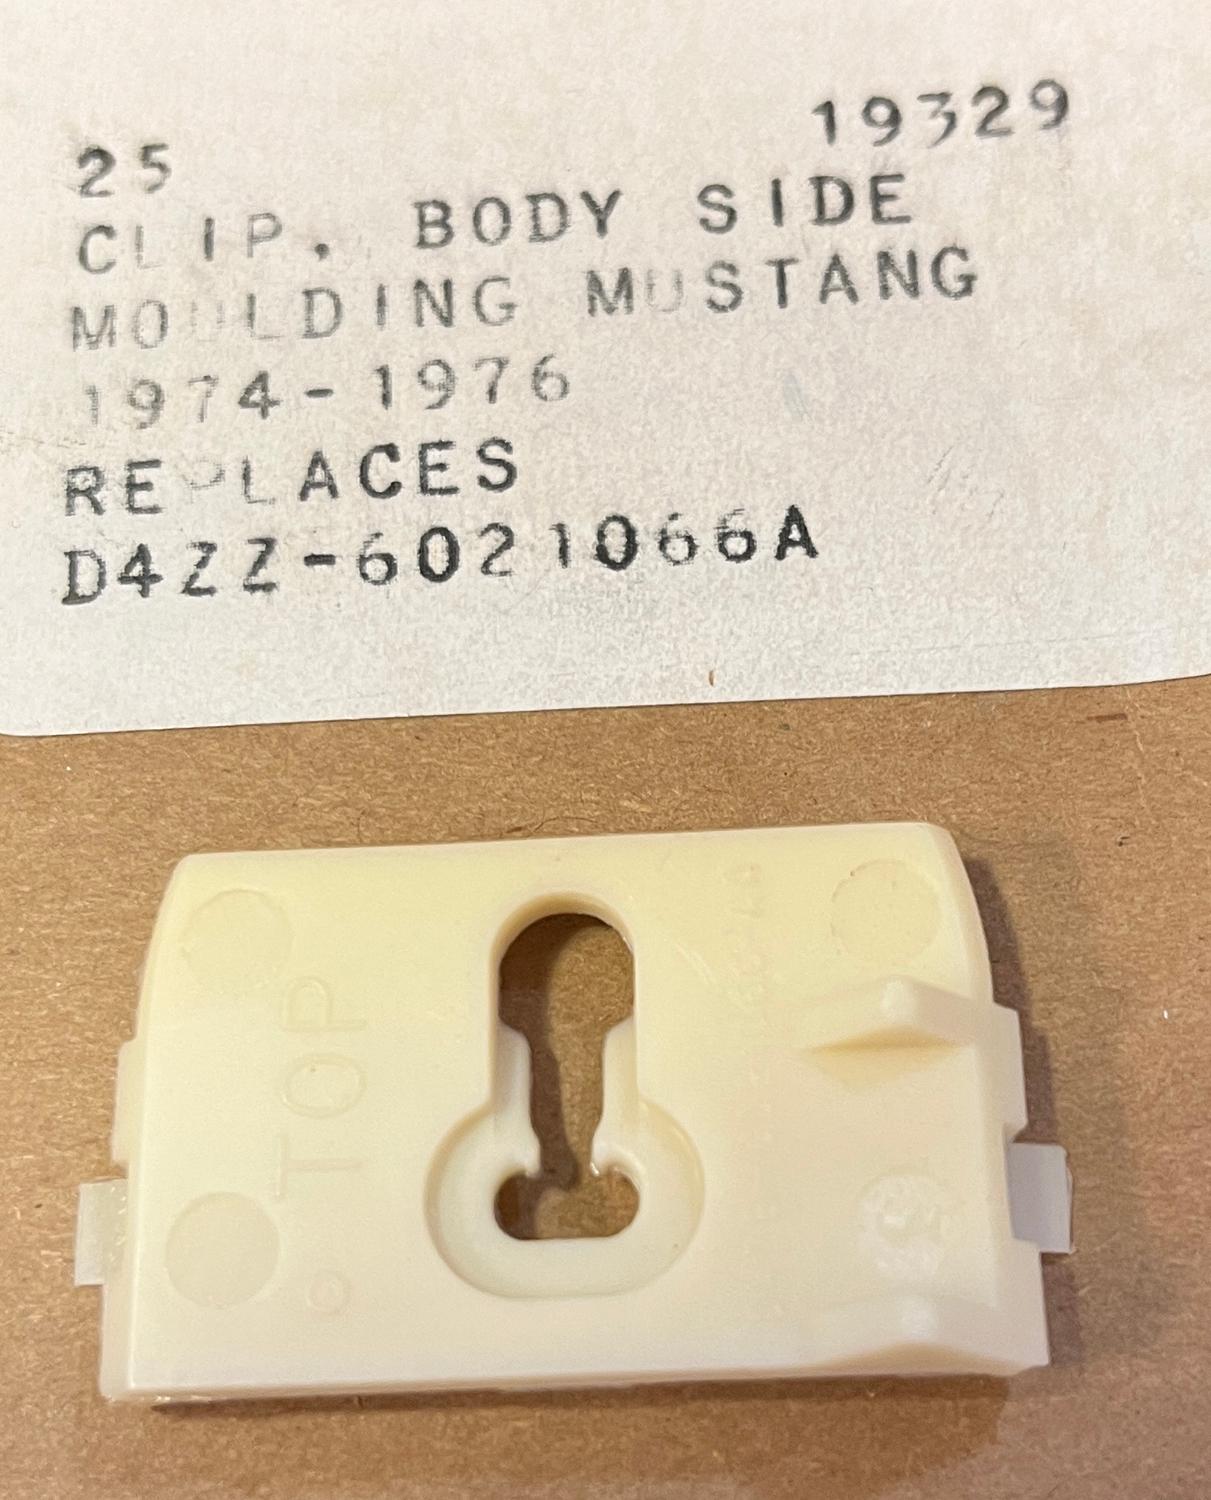 25 19329
CLIP, BODY SIDE
MOULDING MUSTANG
1974-1976
REPLACES
D4ZZ-6021066A
TOP